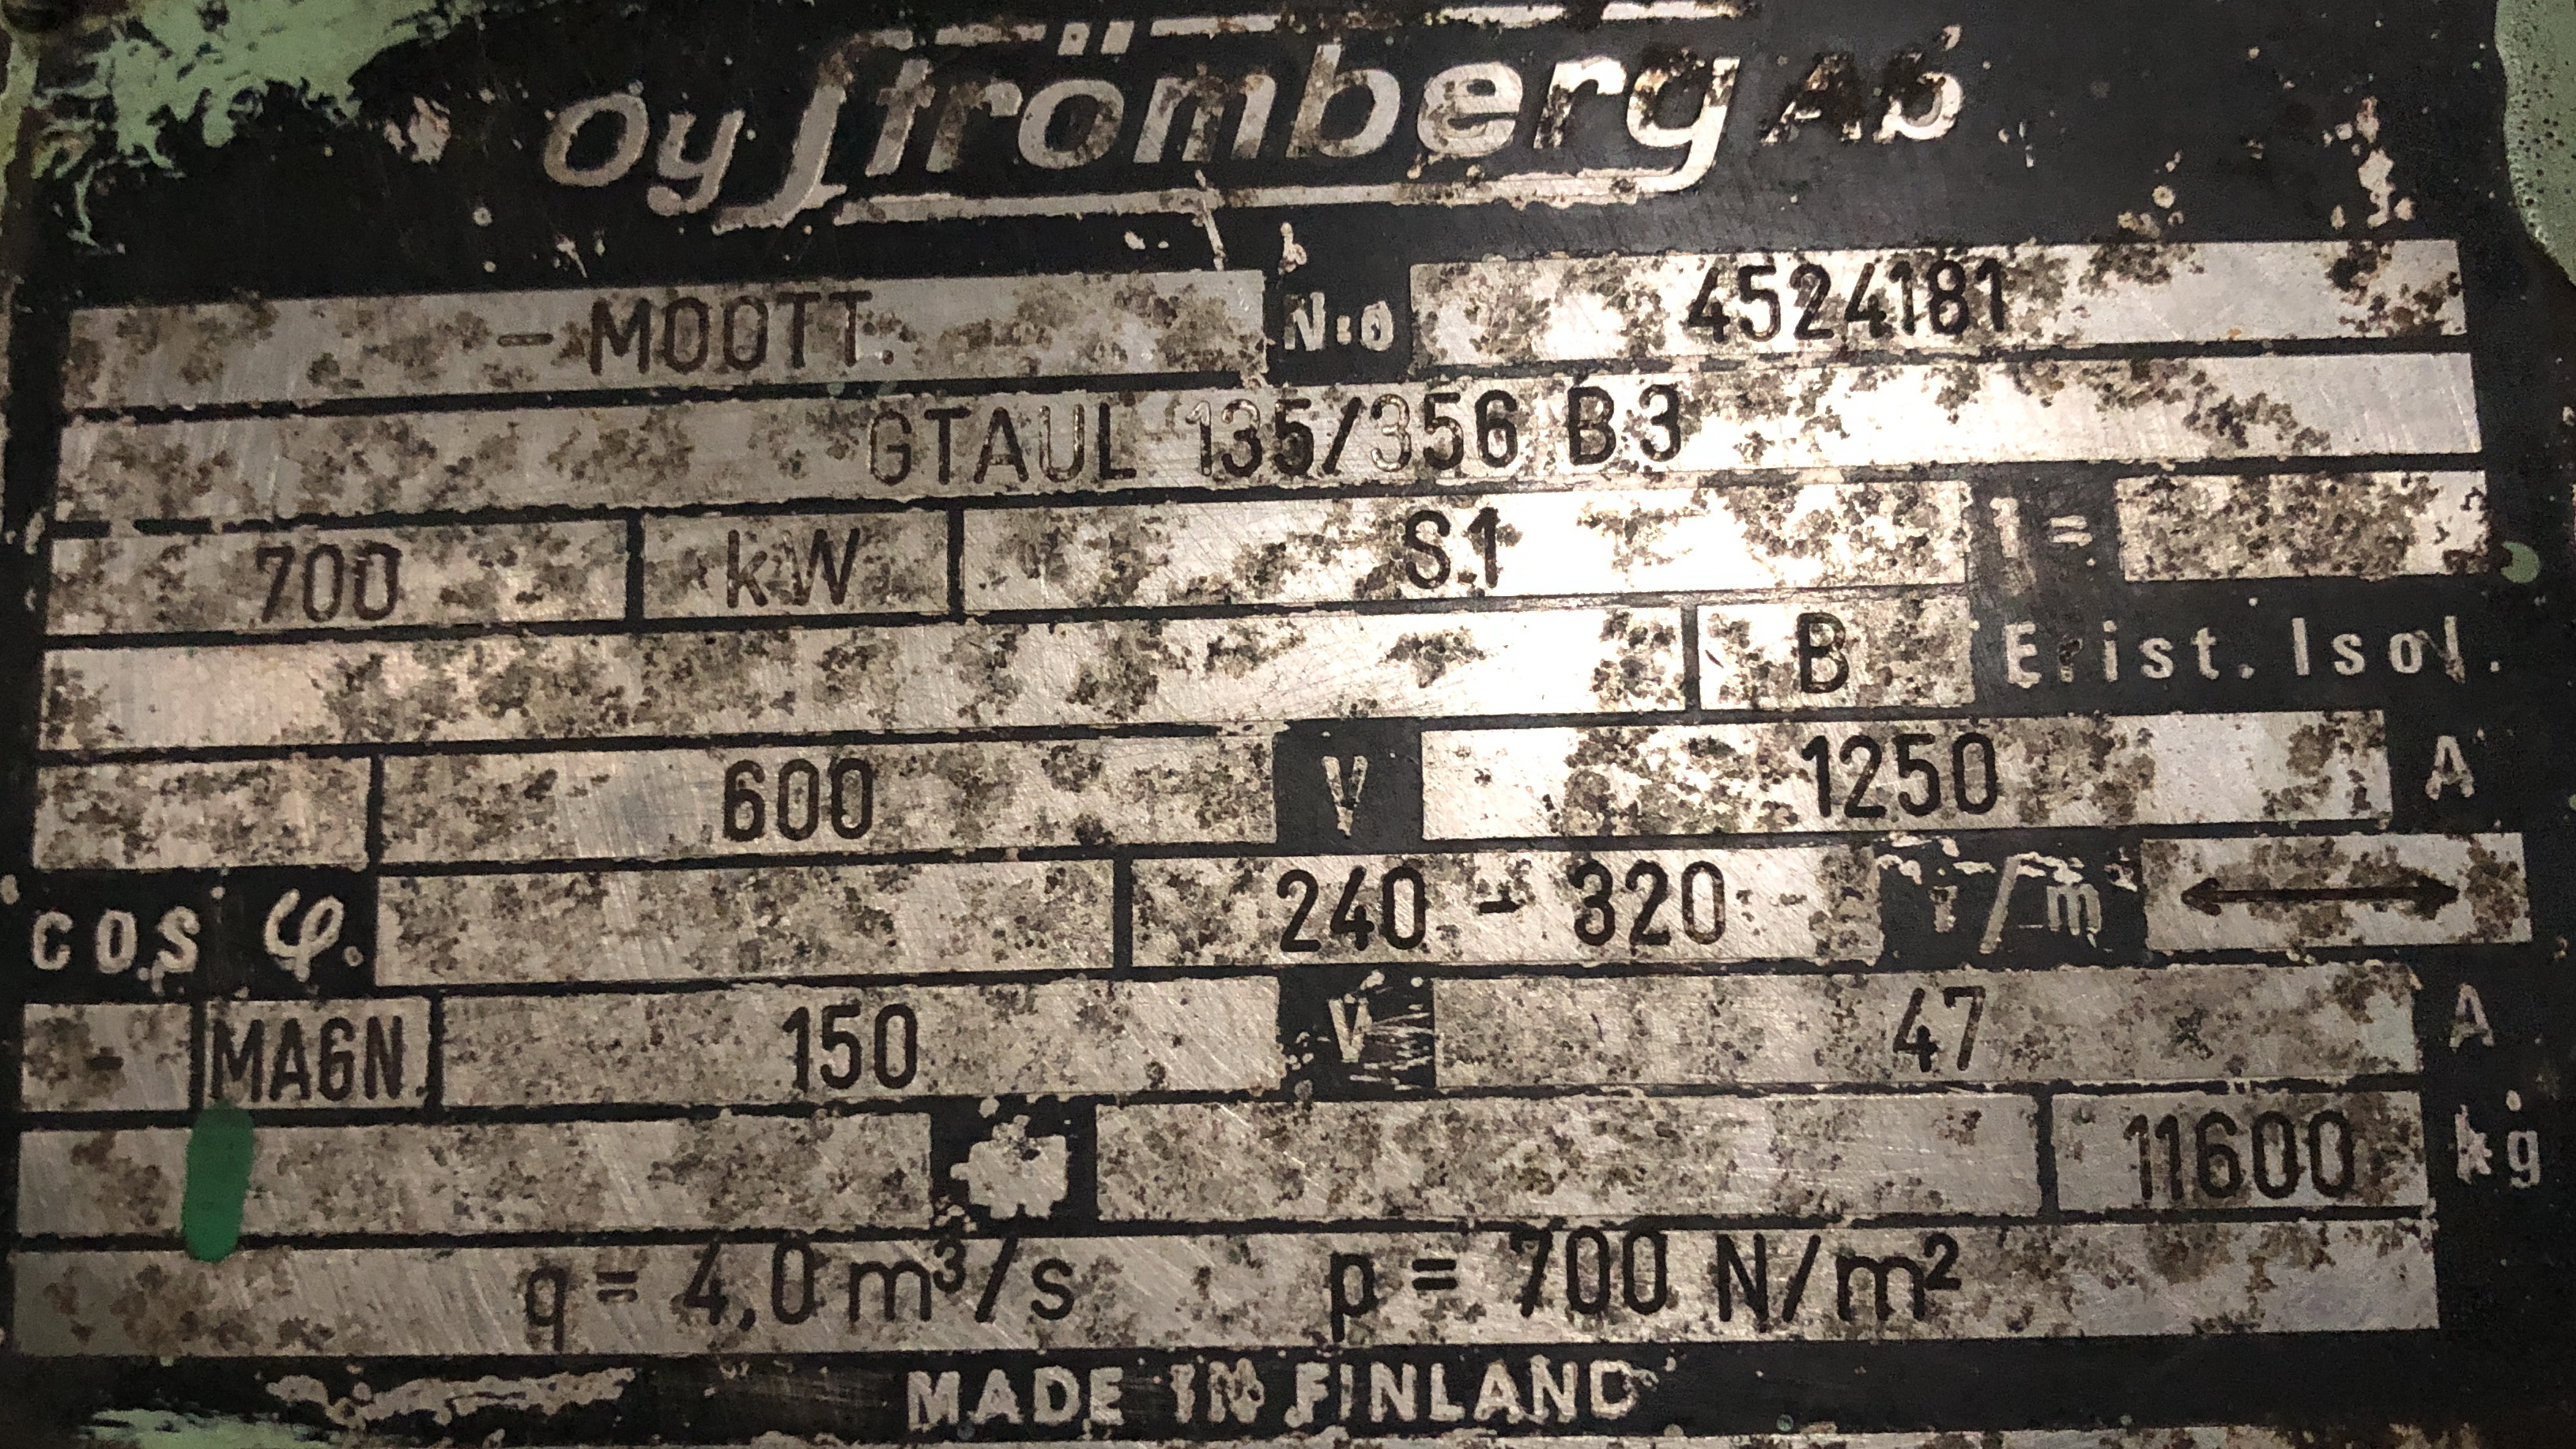 Oy Strömberg Ab
- MOOTT. N:o 4524181
GTAUL 135/356 B3
700 kW S1 I =
B Erist. Isol.
600 V 1250 A
cos φ. 240 - 320 r/m ↔
- MAGN. 150 V 47 A
11600 kg
q = 4,0 m³/s p = 700 N/m²
MADE IN FINLAND